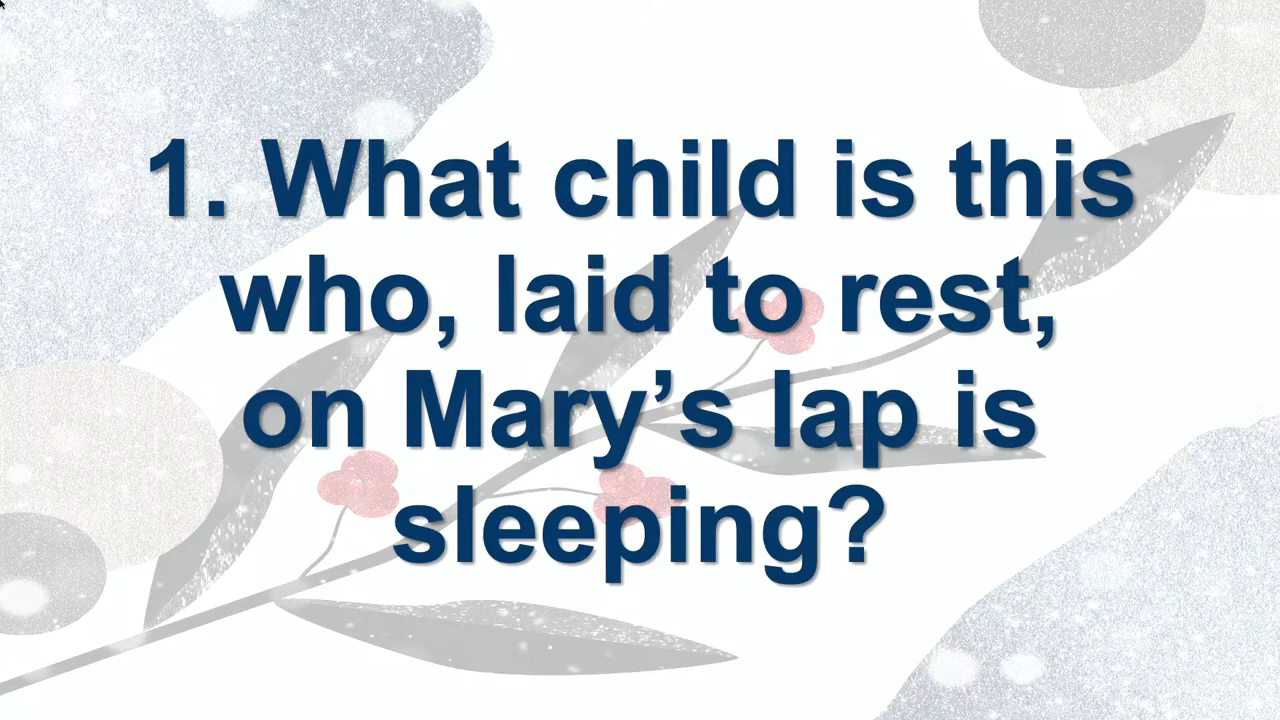 1. What child is this
who, laid to rest,
on Mary’s lap is
sleeping?